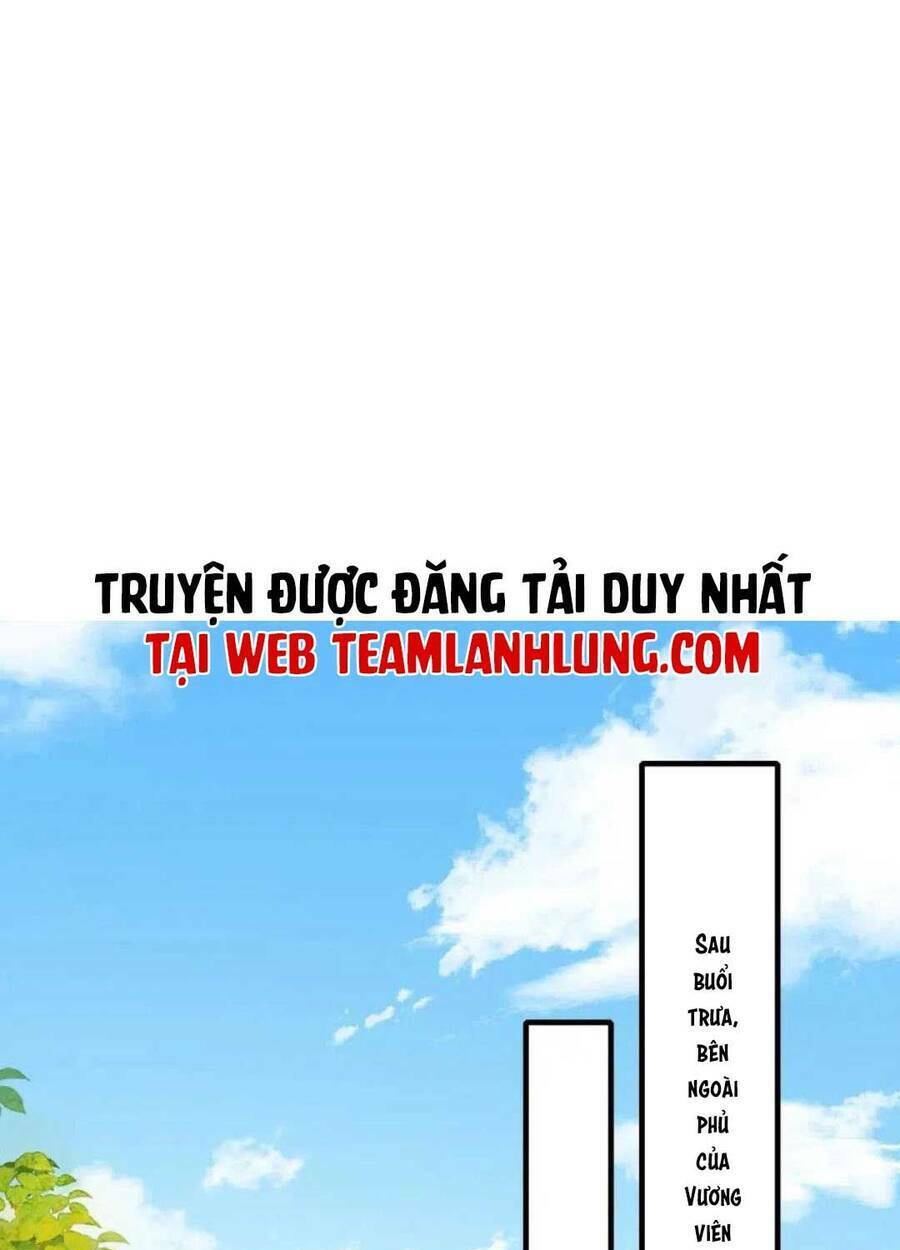 TRUYỆN ĐƯỢC ĐĂNG TẢI DUY NHẤT
TẠI WEB TEAMLANHLUNG.COM
SAU
BUỔI
TRƯA,
BÊN
NGOÀI
PHỦ
CỦA
VƯƠNG
VIÊN